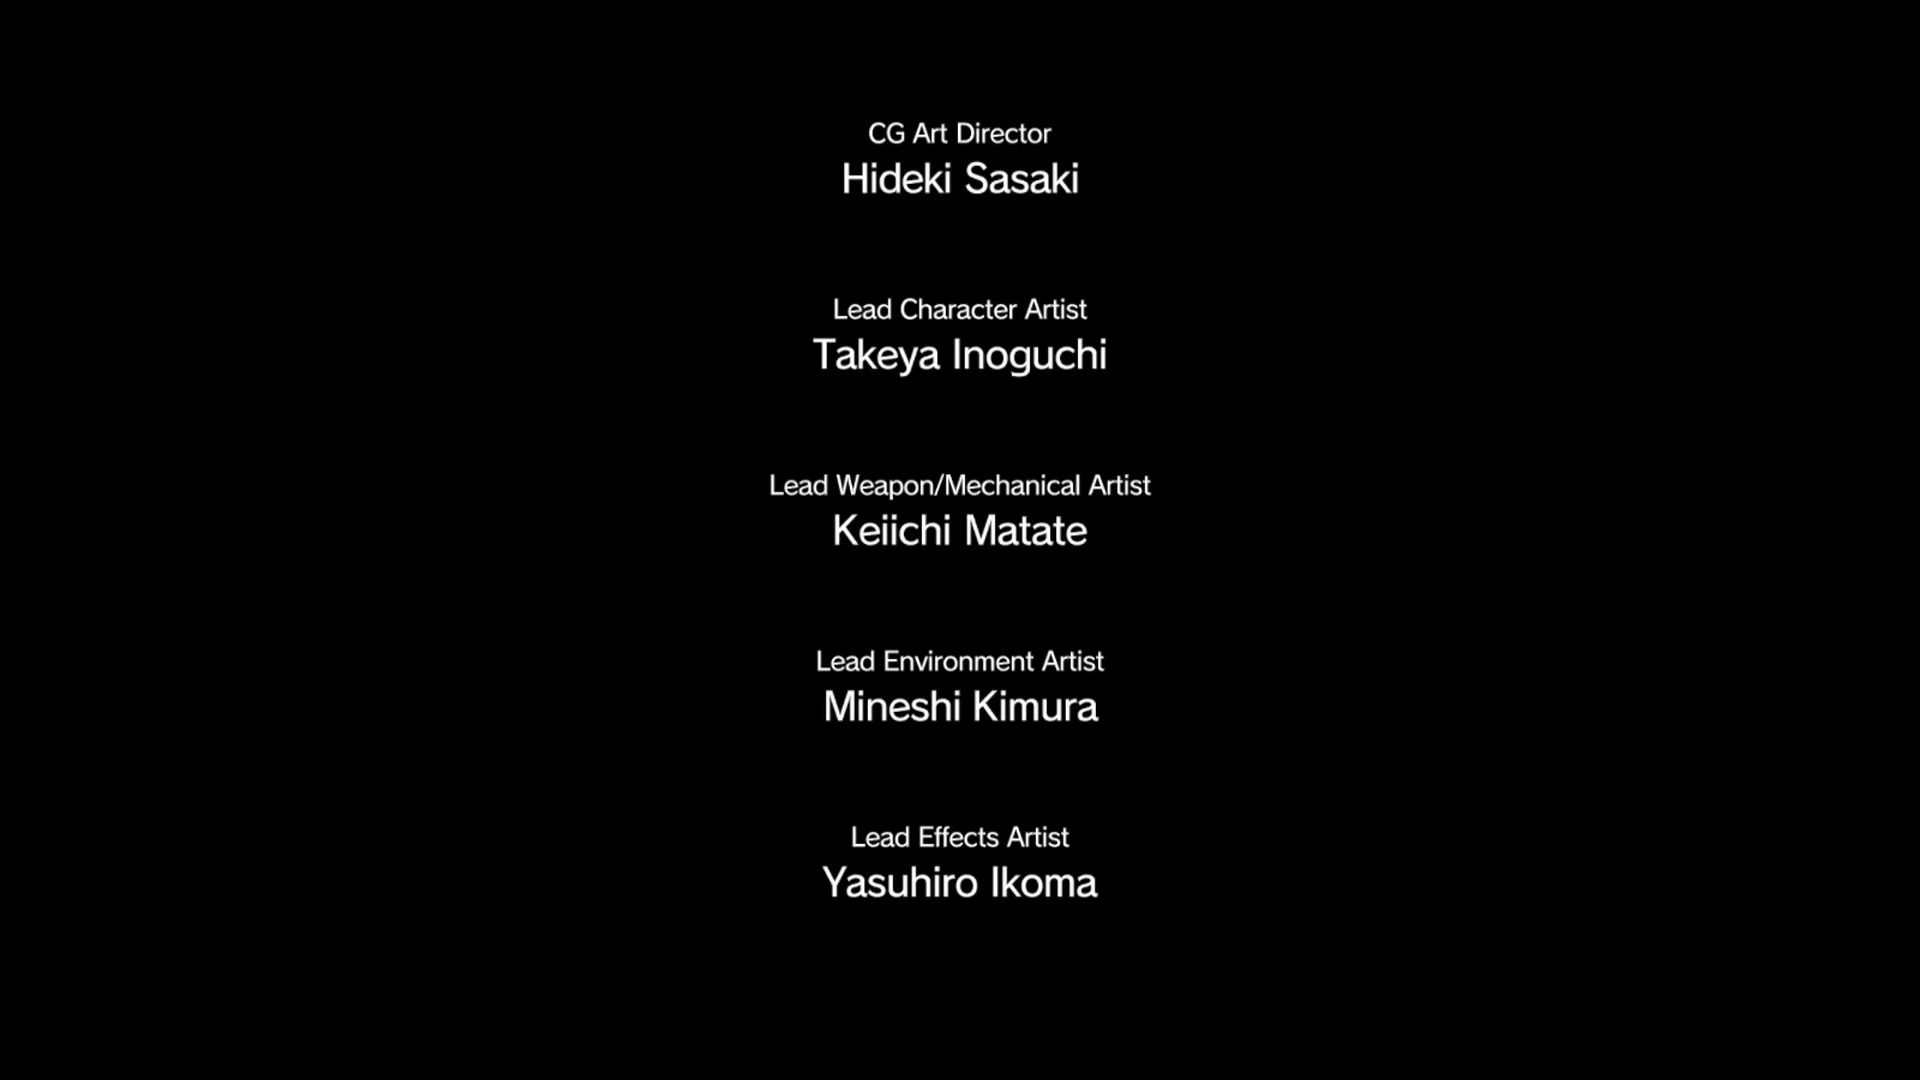 CG Art Director
Hideki Sasaki
Lead Character Artist
Takeya Inoguchi
Lead Weapon/Mechanical Artist
Keiichi Matate
Lead Environment Artist
Mineshi Kimura
Lead Effects Artist
Yasuhiro Ikoma